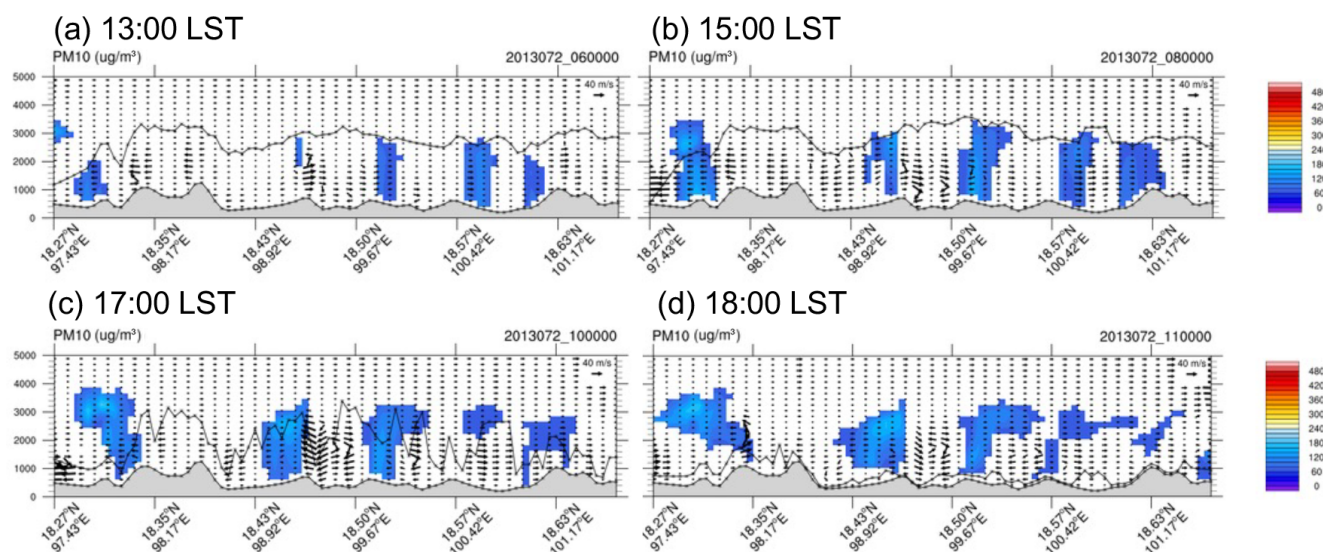 (a) 13:00 LST
(b) 15:00 LST
PM10 (ug/m³) 2013072_060000
PM10 (ug/m³) 2013072_080000
5000
4000
3000
2000
1000
0
40 m/s
40 m/s
480
420
360
300
240
180
120
60
0
18.27°N
97.43°E
18.35°N
98.17°E
18.43°N
98.92°E
18.50°N
99.67°E
18.57°N
100.42°E
18.63°N
101.17°E
18.27°N
97.43°E
18.35°N
98.17°E
18.43°N
98.92°E
18.50°N
99.67°E
18.57°N
100.42°E
18.63°N
101.17°E
(c) 17:00 LST
(d) 18:00 LST
PM10 (ug/m³) 2013072_100000
PM10 (ug/m³) 2013072_110000
5000
4000
3000
2000
1000
0
40 m/s
40 m/s
480
420
360
300
240
180
120
60
0
18.27°N
97.43°E
18.35°N
98.17°E
18.43°N
98.92°E
18.50°N
99.67°E
18.57°N
100.42°E
18.63°N
101.17°E
18.27°N
97.43°E
18.35°N
98.17°E
18.43°N
98.92°E
18.50°N
99.67°E
18.57°N
100.42°E
18.63°N
101.17°E